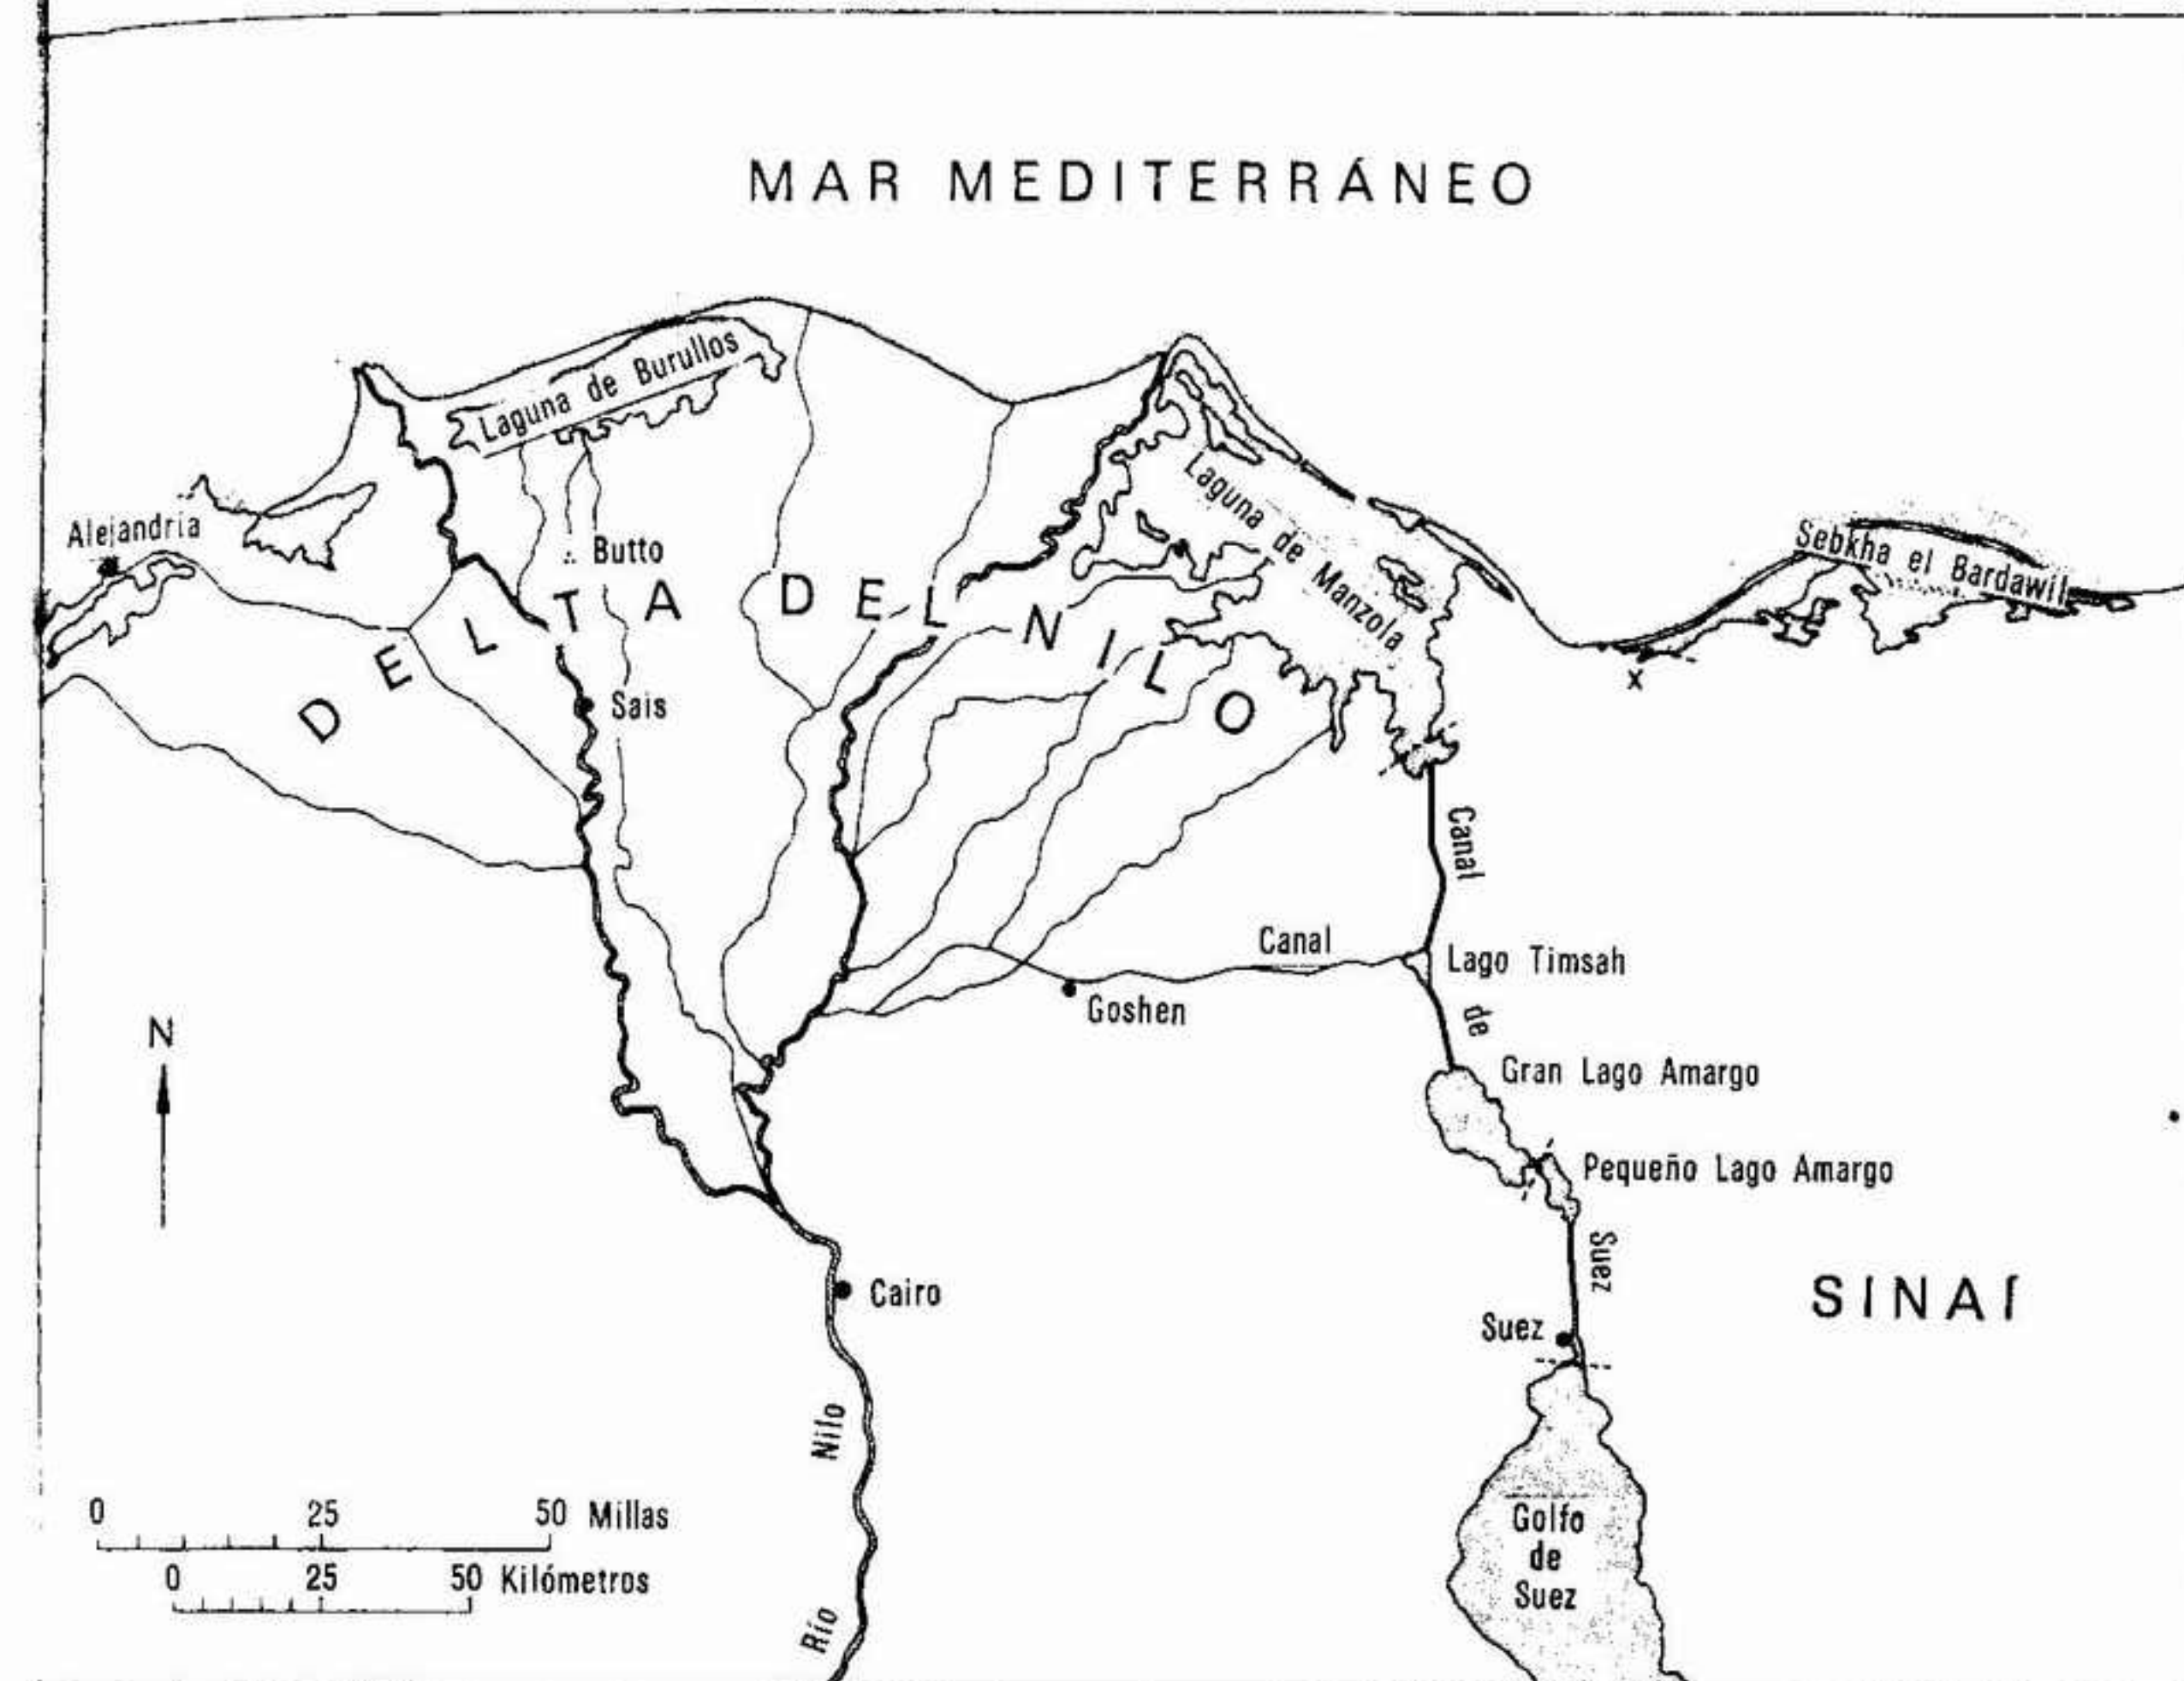 MAR MEDITERRÁNEO
Laguna de Burullos
Alejandria
Butto
Laguna de Manzola
Sebkha el Bardawil
DELTA DEL NILO
x
Sais
Canal
Canal
Lago Timsah
Goshen
de
N
Gran Lago Amargo
Pequeño Lago Amargo
Suez
Cairo
SINAÍ
Suez
Nilo
Río
0 25 50 Millas
0 25 50 Kilómetros
Golfo
de
Suez